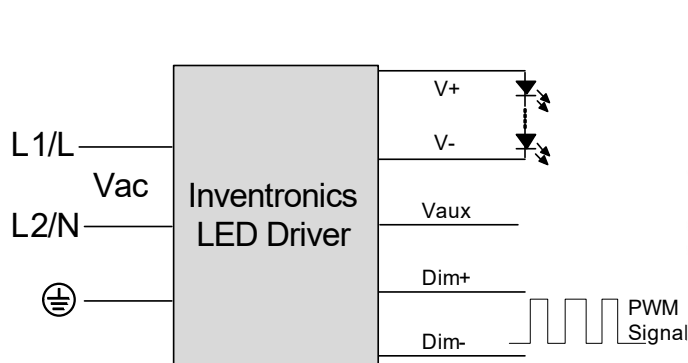 V+
L1/L
V-
Vac
Inventronics
LED Driver
L2/N
Vaux
Dim+
PWM
Signal
Dim-